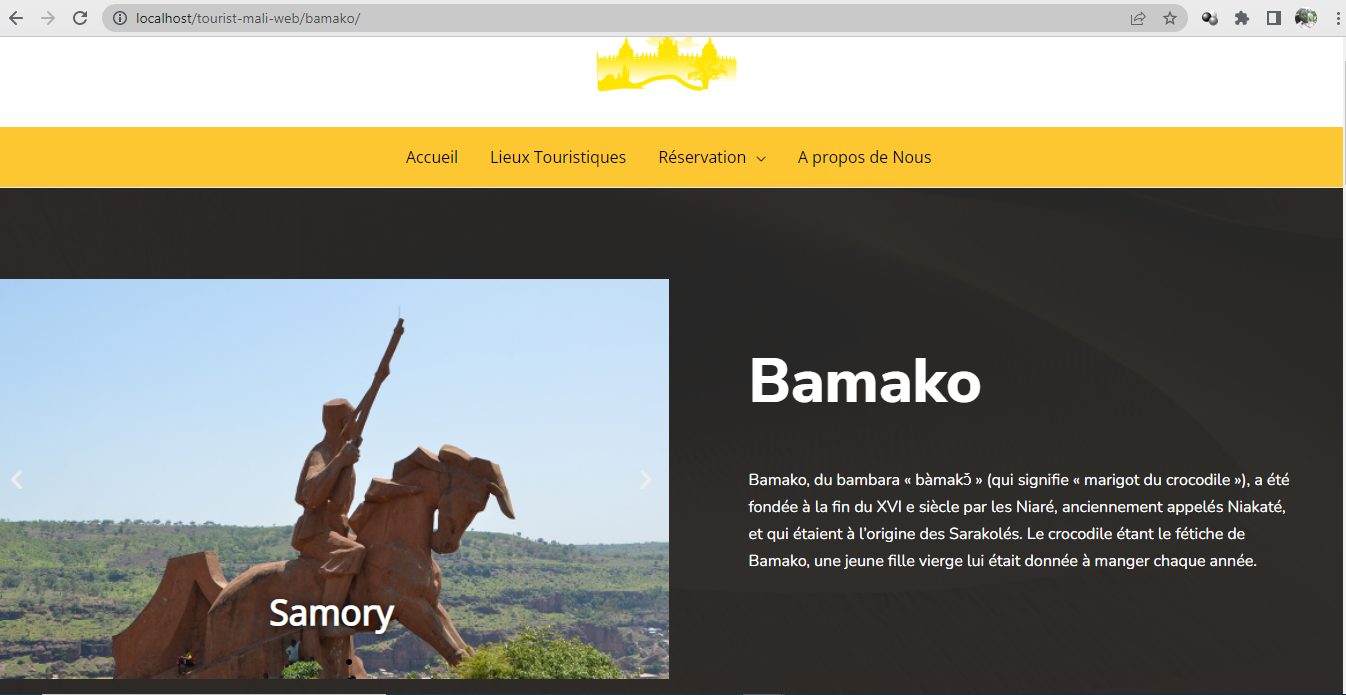 localhost/tourist-mali-web/bamako/
Accueil Lieux Touristiques Réservation A propos de Nous
Bamako
Bamako, du bambara « bàmakɔ̌ » (qui signifie « marigot du crocodile »), a été
fondée à la fin du XVI e siècle par les Niaré, anciennement appelés Niakaté,
et qui étaient à l’origine des Sarakolés. Le crocodile étant le fétiche de
Bamako, une jeune fille vierge lui était donnée à manger chaque année.
Samory